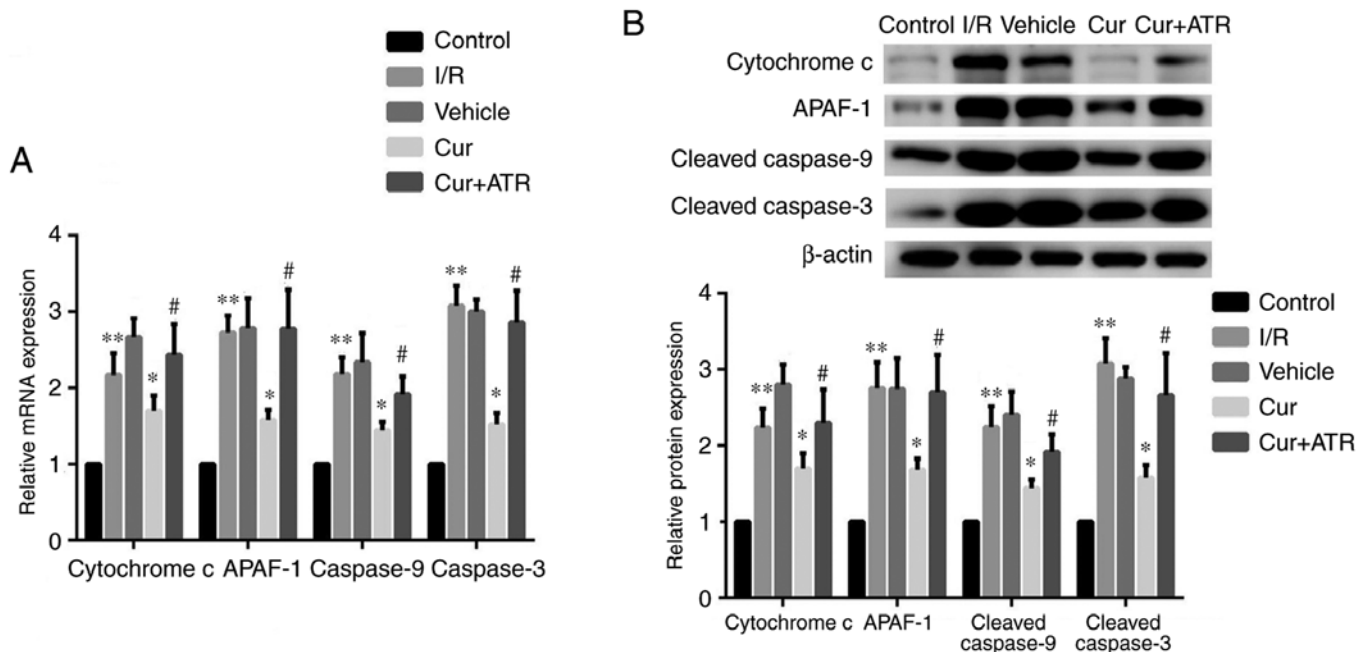 A
Control
I/R
Vehicle
Cur
Cur+ATR
Relative mRNA expression
4
3
2
1
0
**
*
#
**
*
#
**
*
#
**
*
#
Cytochrome c APAF-1 Caspase-9 Caspase-3
B
Control I/R Vehicle Cur Cur+ATR
Cytochrome c
APAF-1
Cleaved caspase-9
Cleaved caspase-3
β-actin
Relative protein expression
4
3
2
1
0
**
*
#
**
*
#
**
*
#
**
*
#
Cytochrome c APAF-1 Cleaved Cleaved
caspase-9 caspase-3
Control
I/R
Vehicle
Cur
Cur+ATR